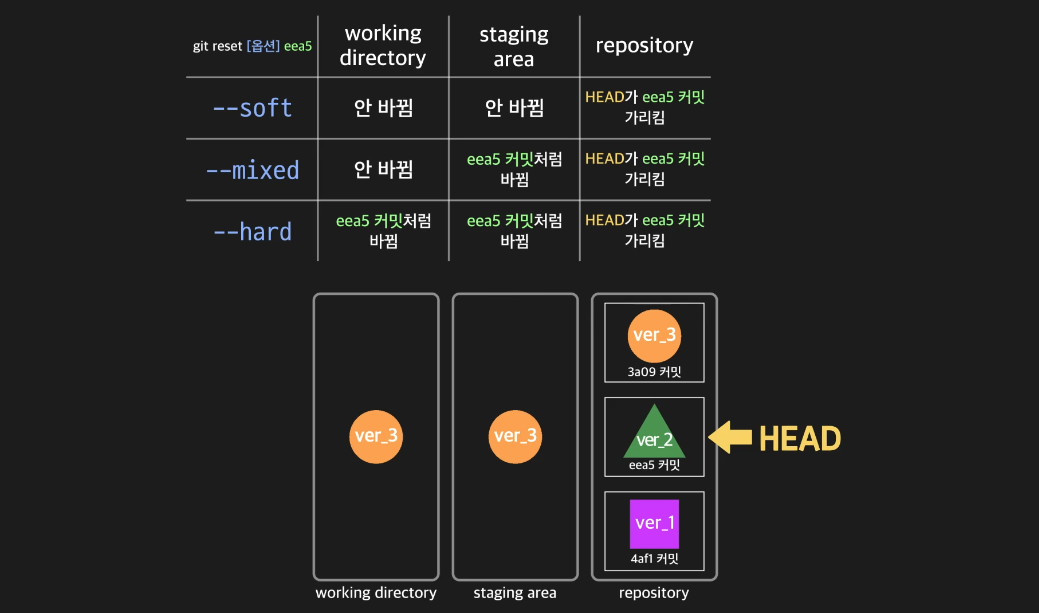 git reset [옵션] eea5
working
directory
staging
area
repository
--soft
안 바뀜
안 바뀜
HEAD가 eea5 커밋
가리킴
--mixed
안 바뀜
eea5 커밋처럼
바뀜
HEAD가 eea5 커밋
가리킴
--hard
eea5 커밋처럼
바뀜
eea5 커밋처럼
바뀜
HEAD가 eea5 커밋
가리킴
ver_3
ver_3
ver_3
3a09 커밋
ver_2
eea5 커밋
HEAD
ver_1
4af1 커밋
working directory
staging area
repository